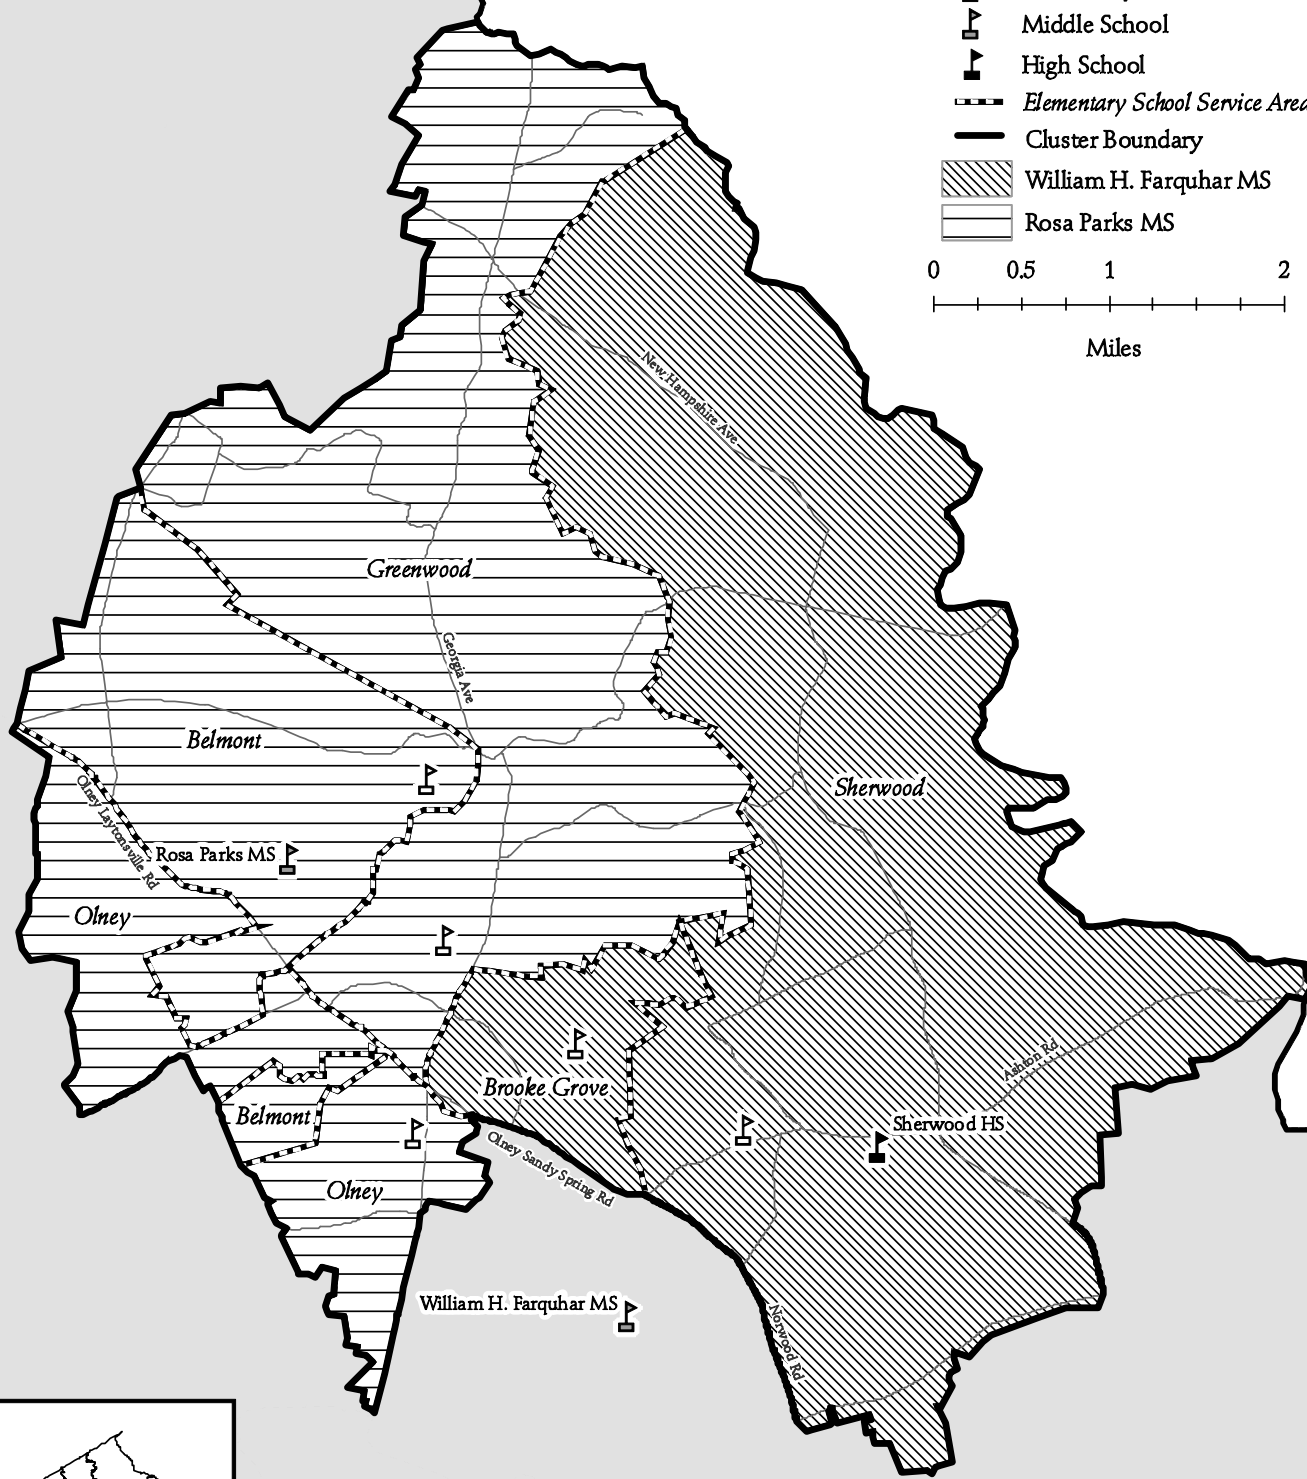 Middle School
High School
Elementary School Service Area
Cluster Boundary
William H. Farquhar MS
Rosa Parks MS
0 0.5 1 2
Miles
New Hampshire Ave
Greenwood
Georgia Ave
Belmont
Sherwood
Olney Laytonsville Rd
Rosa Parks MS
Olney
Ashton Rd
Brooke Grove
Belmont
Sherwood HS
Olney Sandy Spring Rd
Olney
William H. Farquhar MS
Norwood Rd